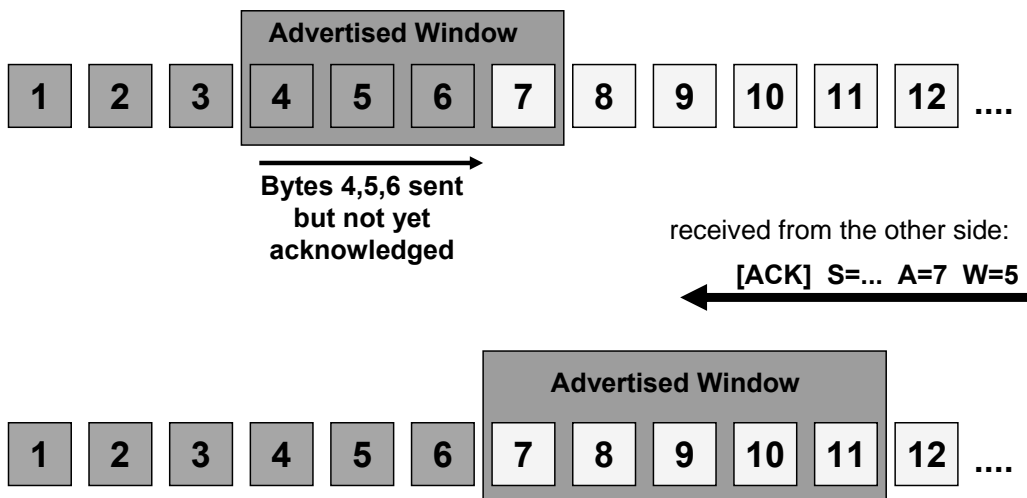 Advertised Window
1 2 3 4 5 6 7 8 9 10 11 12 ....
Bytes 4,5,6 sent
but not yet
acknowledged
received from the other side:
[ACK] S=... A=7 W=5
Advertised Window
1 2 3 4 5 6 7 8 9 10 11 12 ....